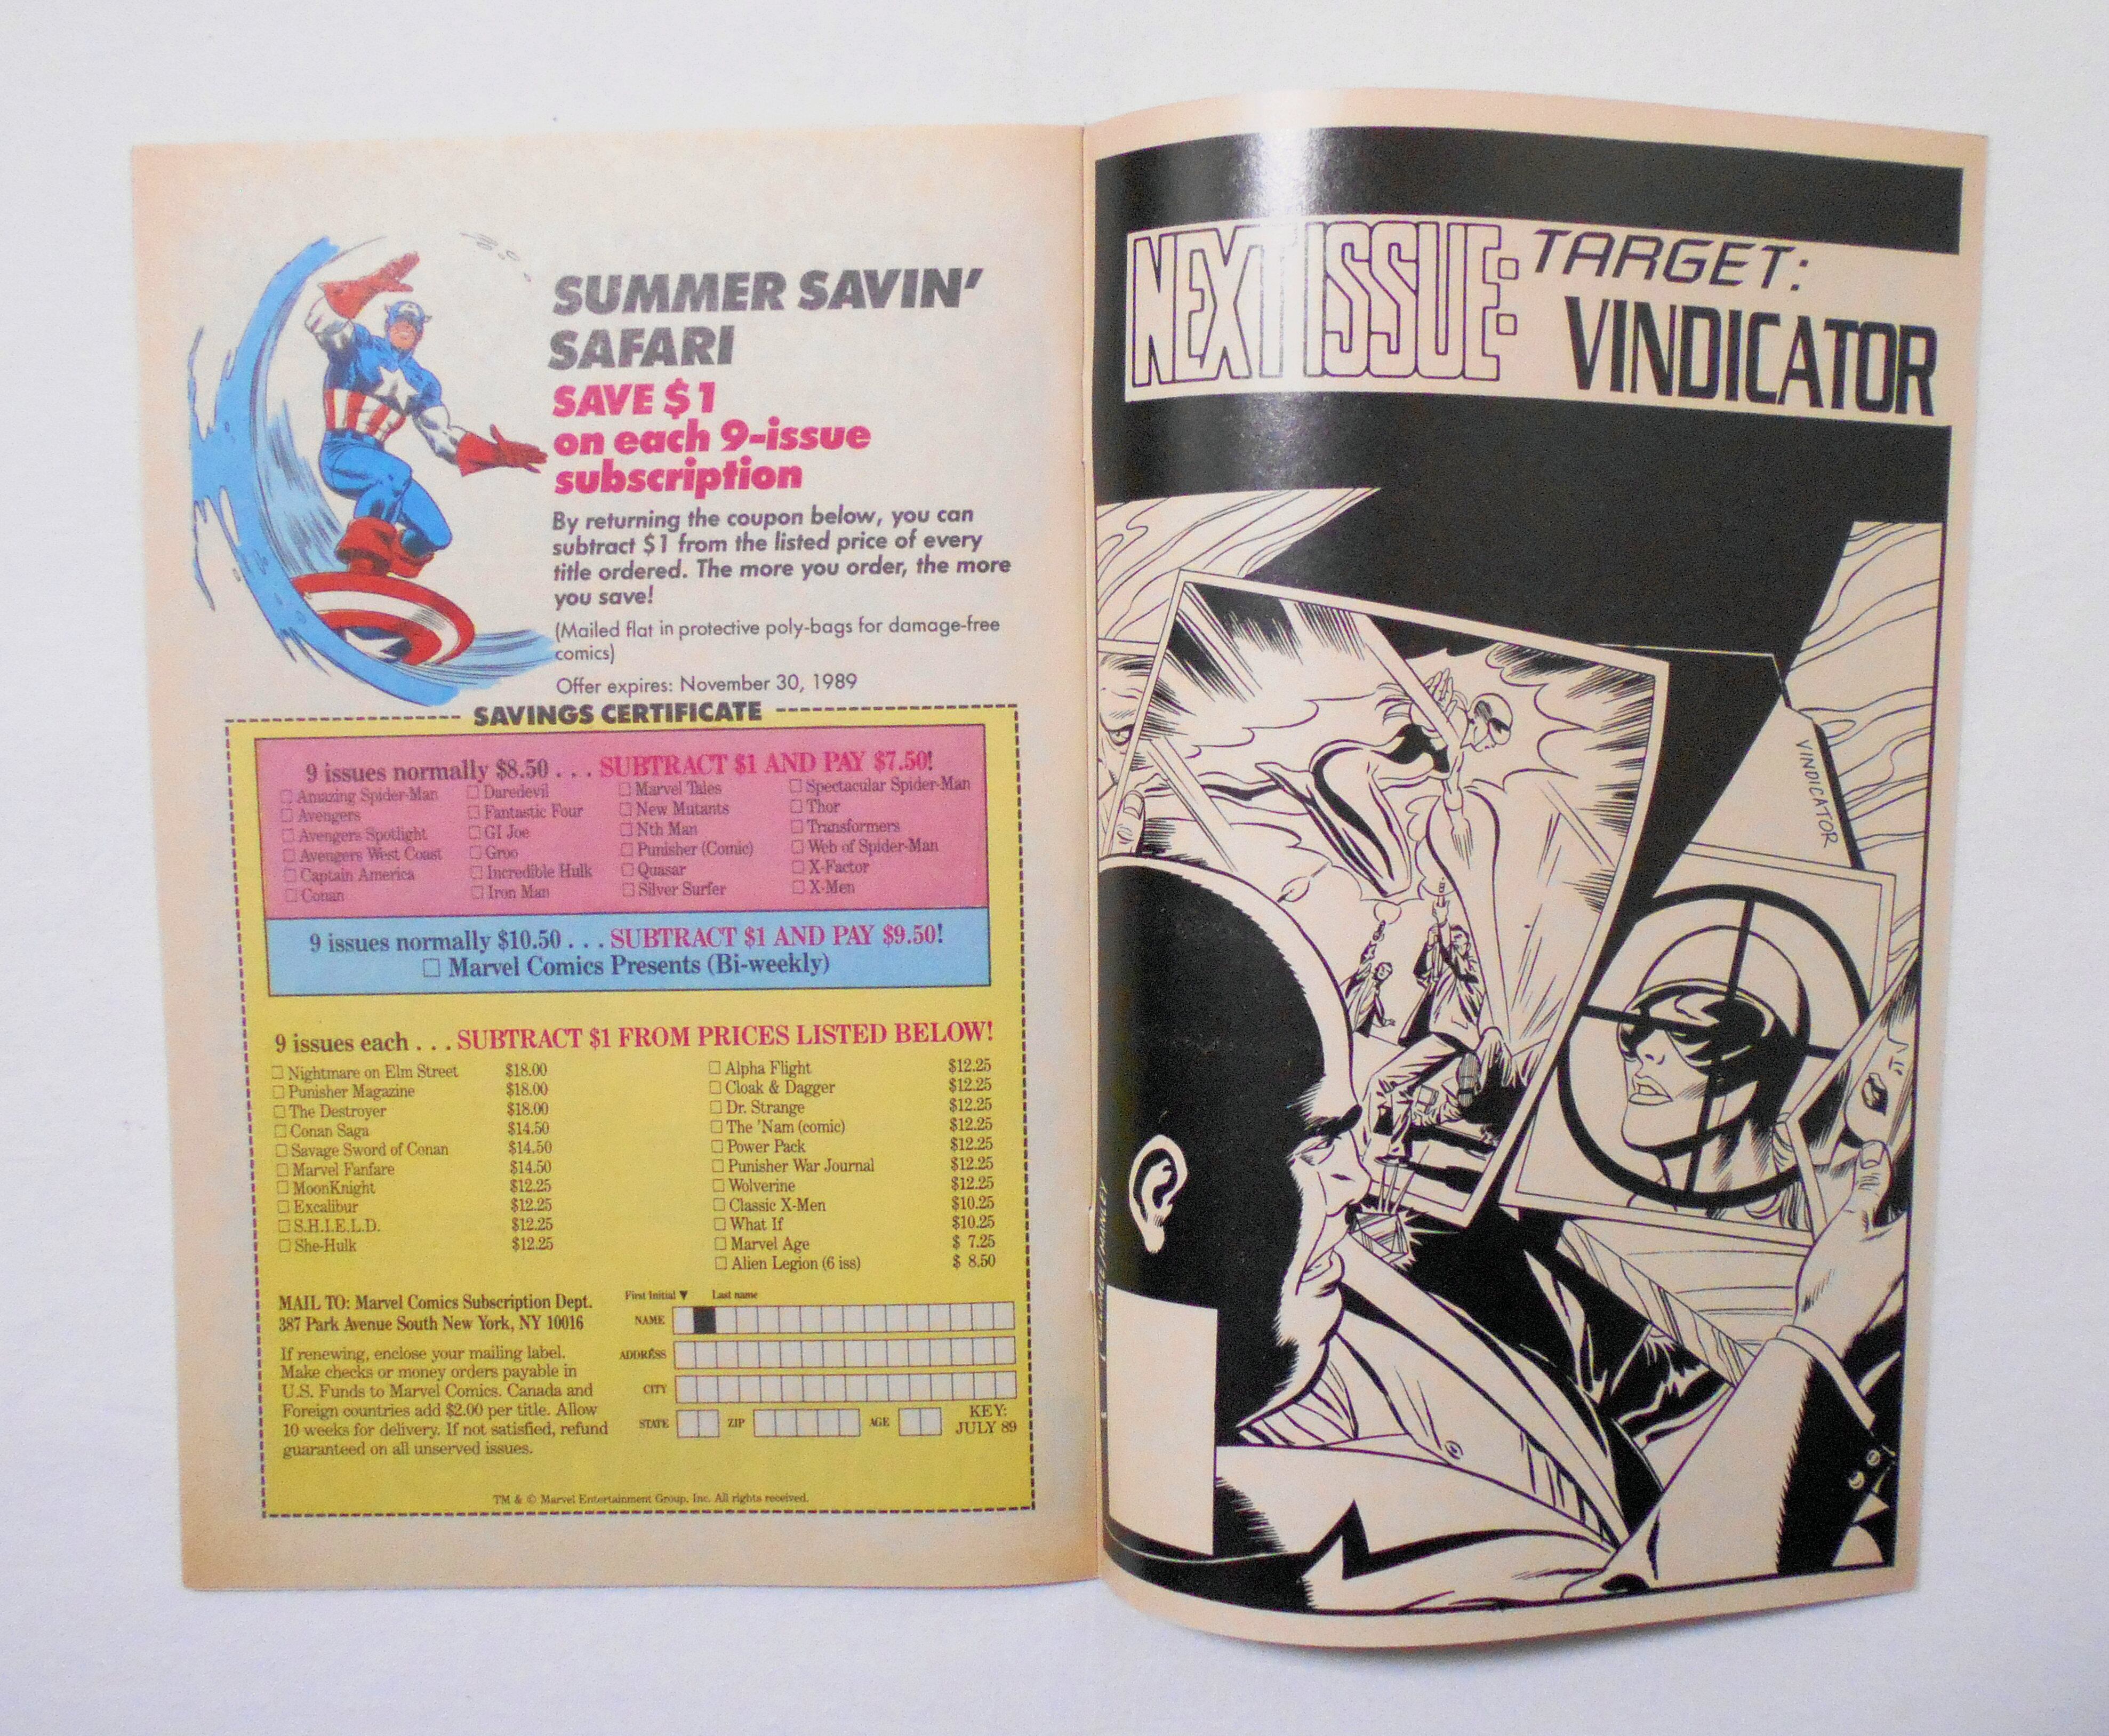 SUMMER SAVIN'
SAFARI
SAVE $1
on each 9-issue
subscription
By returning the coupon below, you can
subtract $1 from the listed price of every
title ordered. The more you order, the more
you save!
(Mailed flat in protective poly-bags for damage-free
comics)
Offer expires: November 30, 1989
SAVINGS CERTIFICATE
9 issues normally $8.50 . . . SUBTRACT $1 AND PAY $7.50!
Amazing Spider-Man
Avengers
Avengers Spotlight
Avengers West Coast
Captain America
Conan
Daredevil
Fantastic Four
GI Joe
Groo
Incredible Hulk
Iron Man
Marvel Tales
New Mutants
Nth Man
Punisher (Comic)
Quasar
Silver Surfer
Spectacular Spider-Man
Thor
Transformers
Web of Spider-Man
X-Factor
X-Men
9 issues normally $10.50 . . . SUBTRACT $1 AND PAY $9.50!
Marvel Comics Presents (Bi-weekly)
9 issues each . . . SUBTRACT $1 FROM PRICES LISTED BELOW!
Nightmare on Elm Street $18.00
Punisher Magazine $18.00
The Destroyer $18.00
Conan Saga $14.50
Savage Sword of Conan $14.50
Marvel Fanfare $14.50
MoonKnight $12.25
Excalibur $12.25
S.H.I.E.L.D. $12.25
She-Hulk $12.25
Alpha Flight $12.25
Cloak & Dagger $12.25
Dr. Strange $12.25
The 'Nam (comic) $12.25
Power Pack $12.25
Punisher War Journal $12.25
Wolverine $12.25
Classic X-Men $10.25
What If $10.25
Marvel Age $ 7.25
Alien Legion (6 iss) $ 8.50
MAIL TO: Marvel Comics Subscription Dept.
387 Park Avenue South New York, NY 10016
If renewing, enclose your mailing label.
Make checks or money orders payable in
U.S. Funds to Marvel Comics. Canada and
Foreign countries add $2.00 per title. Allow
10 weeks for delivery. If not satisfied, refund
guaranteed on all unserved issues.
First Initial ▼ Last name
NAME
ADDRESS
CITY
STATE ZIP AGE
KEY:
JULY 89
TM & © Marvel Entertainment Group, Inc. All rights received.
NEXT ISSUE: TARGET:
VINDICATOR
VINDICATOR